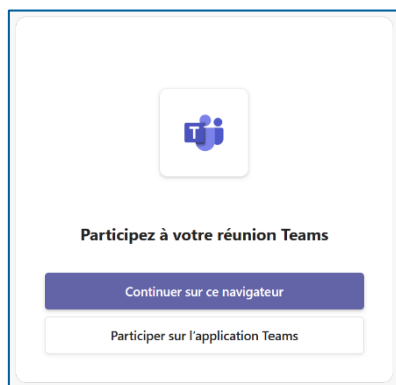 T
Participez à votre réunion Teams
Continuer sur ce navigateur
Participer sur l'application Teams